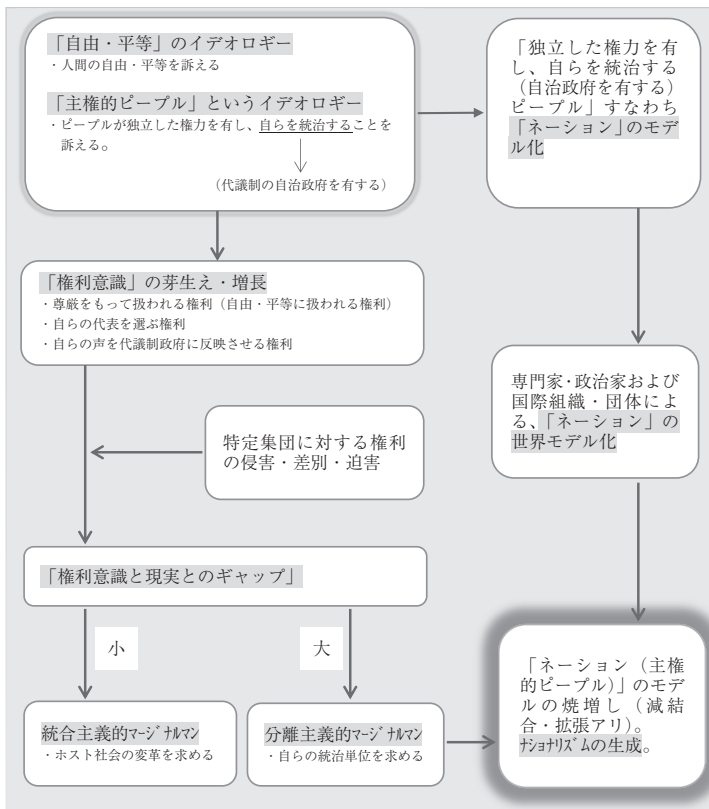 「自由・平等」のイデオロギー
・人間の自由・平等を訴える
「主権的ピープル」というイデオロギー
・ピープルが独立した権力を有し、自らを統治することを
訴える。
(代議制の自治政府を有する)
「独立した権力を有
し、自らを統治する
(自治政府を有する)
ピープル」すなわち
「ネーション」のモデ
ル化
「権利意識」の芽生え・増長
・尊厳をもって扱われる権利（自由・平等に扱われる権利）
・自らの代表を選ぶ権利
・自らの声を代議制政府に反映させる権利
専門家・政治家および
国際組織・団体によ
る、「ネーション」の
世界モデル化
特定集団に対する権利
の侵害・差別・迫害
「権利意識と現実とのギャップ」
小
大
統合主義的マージナルマン
・ホスト社会の変革を求める
分離主義的マージナルマン
・自らの統治単位を求める
「ネーション（主権
的ピープル）」のモデ
ルの焼増し（減結
合・拡張アリ）。
ナショナリズムの生成。